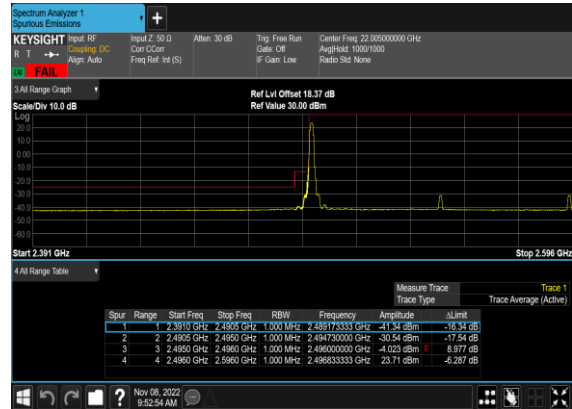 Spectrum Analyzer 1
Spurious Emissions
+
KEYSIGHT Input: RF Input Z: 50 Ω Atten: 30 dB Trig: Free Run Center Freq: 22.005000000 GHz
R T Coupling: DC Corr CCorr Gate: Off Avg|Hold: 1000/1000
Align: Auto Freq Ref: Int (S) IF Gain: Low Radio Std: None
LW FAIL
3 All Range Graph Ref Lvl Offset 18.37 dB
Scale/Div 10.0 dB Ref Value 30.00 dBm
Log
20.0
10.0
0.00
-10.0
-20.0
-30.0
-40.0
-50.0
-60.0
Start 2.391 GHz Stop 2.596 GHz
4 All Range Table
Measure Trace Trace 1
Trace Type Trace Average (Active)
Spur Range Start Freq Stop Freq RBW Frequency Amplitude ΔLimit
1 1 2.3910 GHz 2.4905 GHz 1.000 MHz 2.489173333 GHz -41.34 dBm -16.34 dB
2 2 2.4905 GHz 2.4950 GHz 1.000 MHz 2.494730000 GHz -30.54 dBm -17.54 dB
3 3 2.4950 GHz 2.4960 GHz 1.000 MHz 2.496000000 GHz -4.023 dBm F 8.977 dB
4 4 2.4960 GHz 2.5960 GHz 1.000 MHz 2.496833333 GHz 23.71 dBm -6.287 dB
? Nov 08, 2022
9:52:54 AM